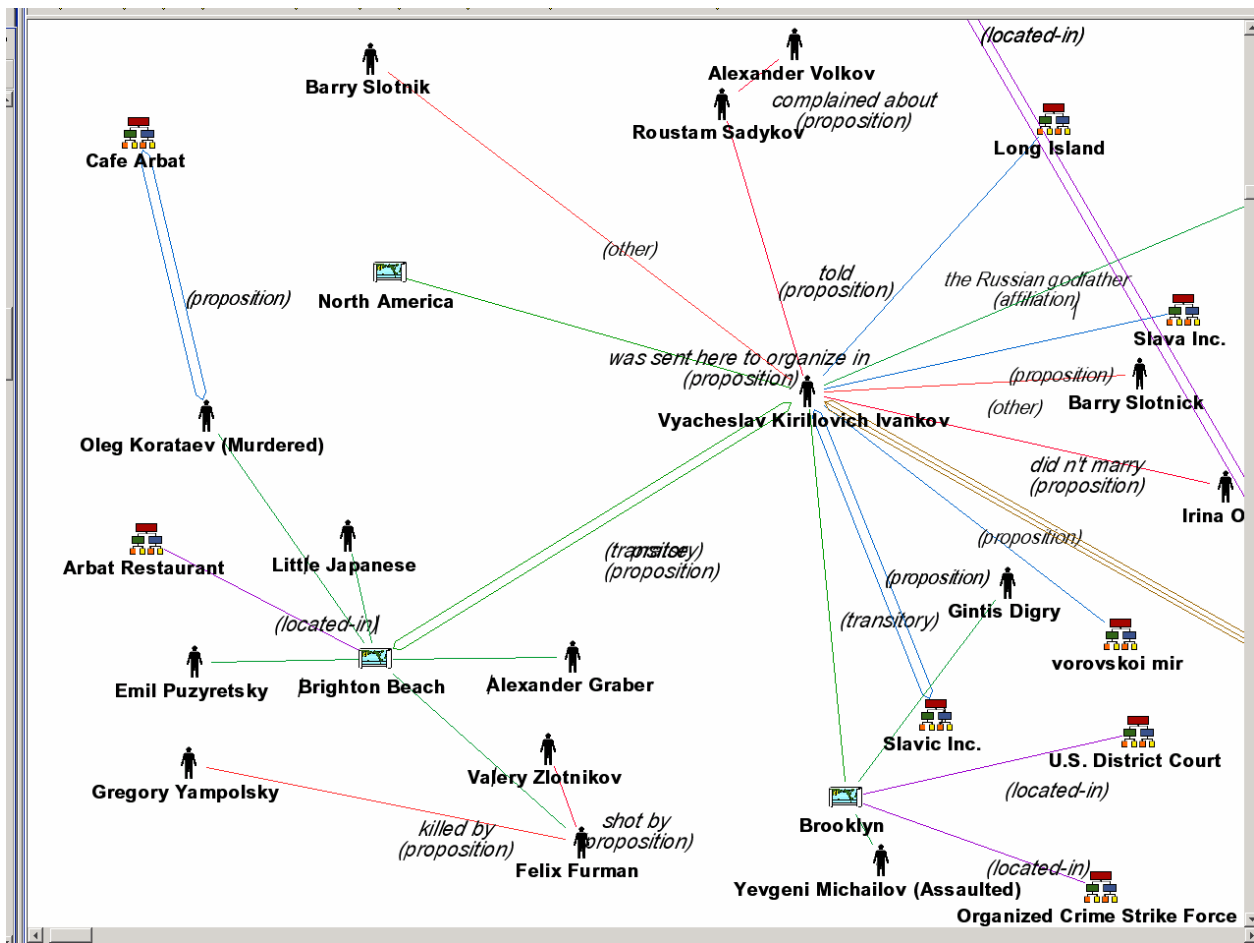 (located-in)
Barry Slotnik
Alexander Volkov
complained about
(proposition)
Roustam Sadykov
Long Island
Cafe Arbat
(other)
told
(proposition)
North America
the Russian godfather
(affiliation)
(proposition)
Slava Inc.
was sent here to organize in
(proposition)
(proposition)
Barry Slotnick
(other)
Vyacheslav Kirillovich Ivankov
Oleg Korataev (Murdered)
did n't marry
(proposition)
Irina O
Arbat Restaurant
Little Japanese
(transitory)
(proposition)
(proposition)
(proposition)
Gintis Digry
(transitory)
(located-in)
vorovskoi mir
Emil Puzyretsky
Brighton Beach
Alexander Graber
Slavic Inc.
U.S. District Court
Valery Zlotnikov
Gregory Yampolsky
(located-in)
Brooklyn
killed by
(proposition)
shot by
(proposition)
Felix Furman
(located-in)
Yevgeni Michailov (Assaulted)
Organized Crime Strike Force